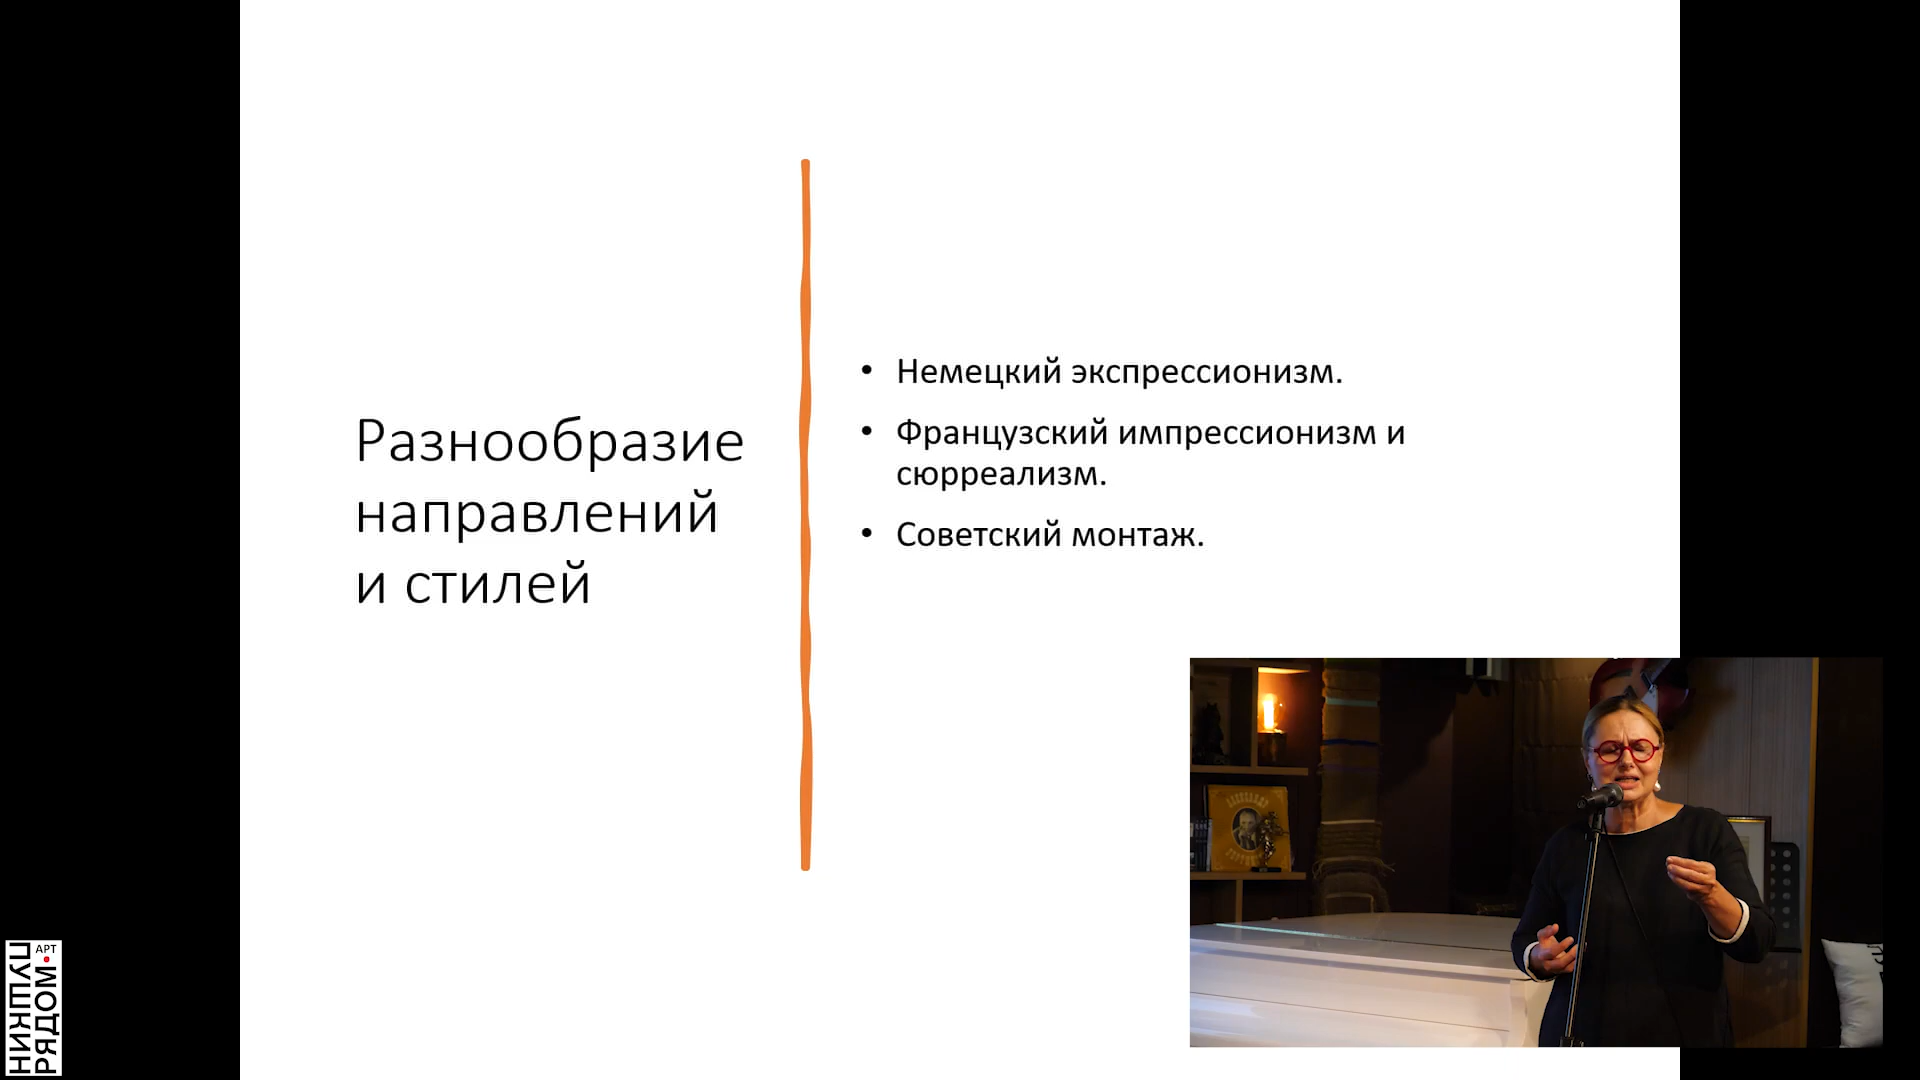 Разнообразие
направлений
и стилей
• Немецкий экспрессионизм.
• Французский импрессионизм и
сюрреализм.
• Советский монтаж.
ПУШКИН
РЯДОМ•АРТ